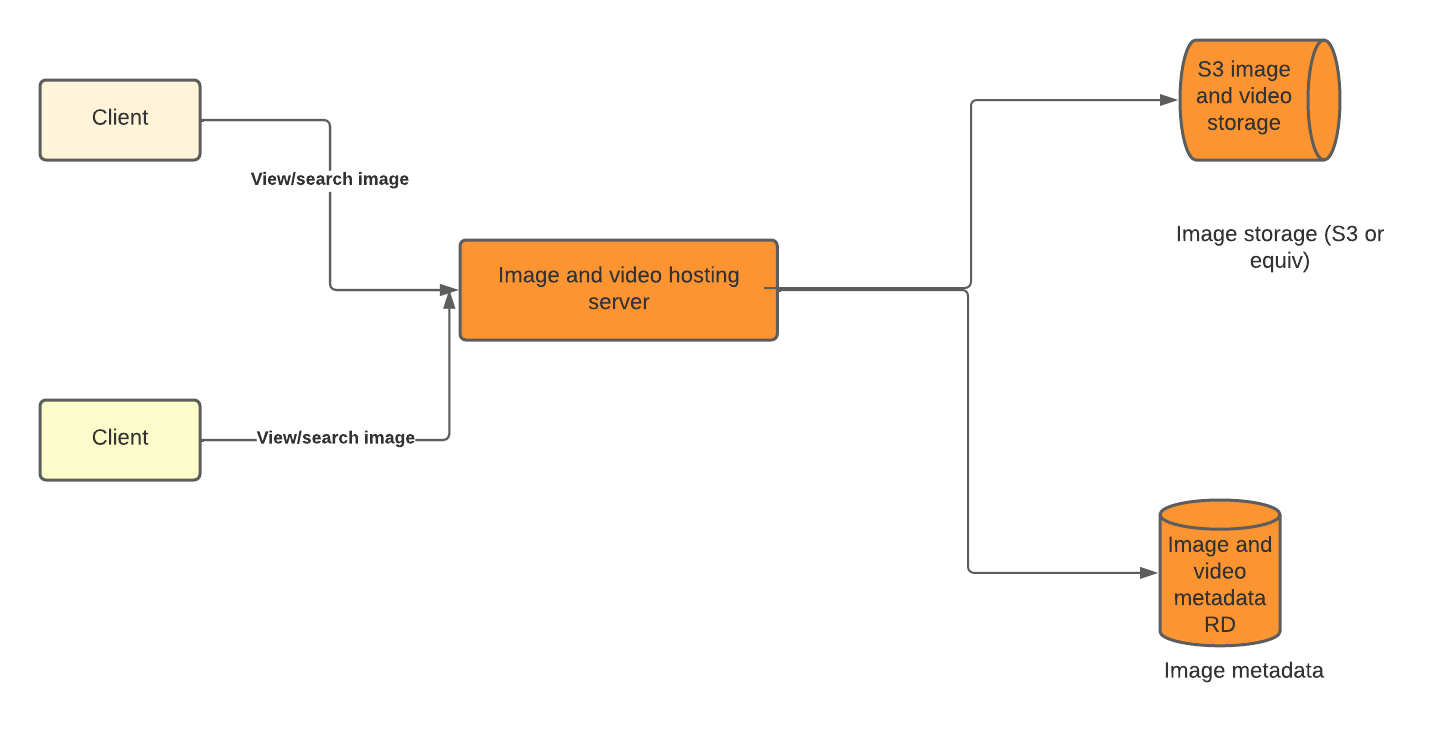 Client
View/search image
Image and video hosting
server
Client
View/search image
S3 image
and video
storage
Image storage (S3 or
equiv)
Image and
video
metadata
RD
Image metadata